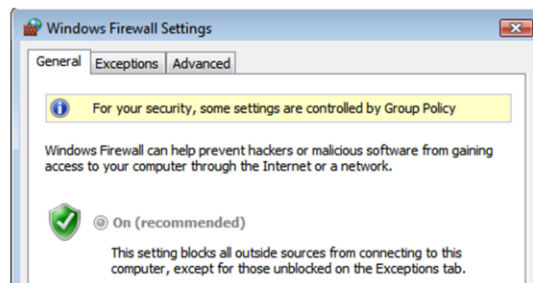 Windows Firewall Settings
General Exceptions Advanced
For your security, some settings are controlled by Group Policy
Windows Firewall can help prevent hackers or malicious software from gaining
access to your computer through the Internet or a network.
On (recommended)
This setting blocks all outside sources from connecting to this
computer, except for those unblocked on the Exceptions tab.